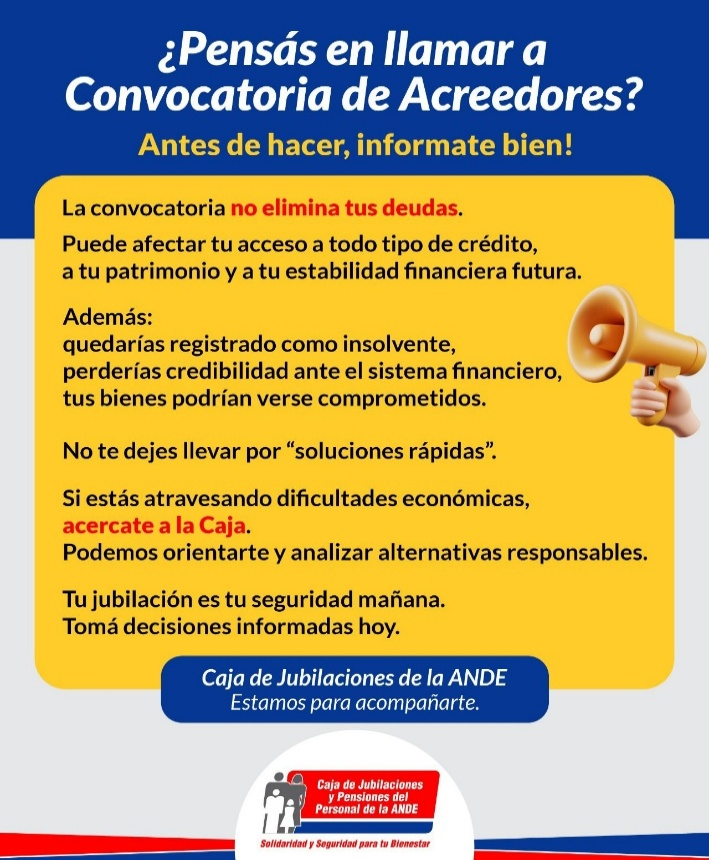 ¿Pensás en llamar a
Convocatoria de Acreedores?
Antes de hacer, informate bien!
La convocatoria no elimina tus deudas.
Puede afectar tu acceso a todo tipo de crédito,
a tu patrimonio y a tu estabilidad financiera futura.
Además:
quedarías registrado como insolvente,
perderías credibilidad ante el sistema financiero,
tus bienes podrían verse comprometidos.
No te dejes llevar por “soluciones rápidas”.
Si estás atravesando dificultades económicas,
acercate a la Caja.
Podemos orientarte y analizar alternativas responsables.
Tu jubilación es tu seguridad mañana.
Tomá decisiones informadas hoy.
Caja de Jubilaciones de la ANDE
Estamos para acompañarte.
Caja de Jubilaciones
y Pensiones del
Personal de la ANDE
Solidaridad y Seguridad para tu Bienestar